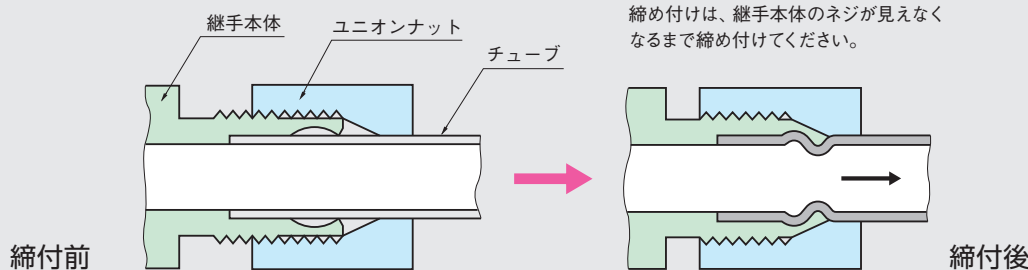 継手本体
ユニオンナット
チューブ
締め付けは、継手本体のネジが見えなく
なるまで締め付けてください。
締付前
締付後